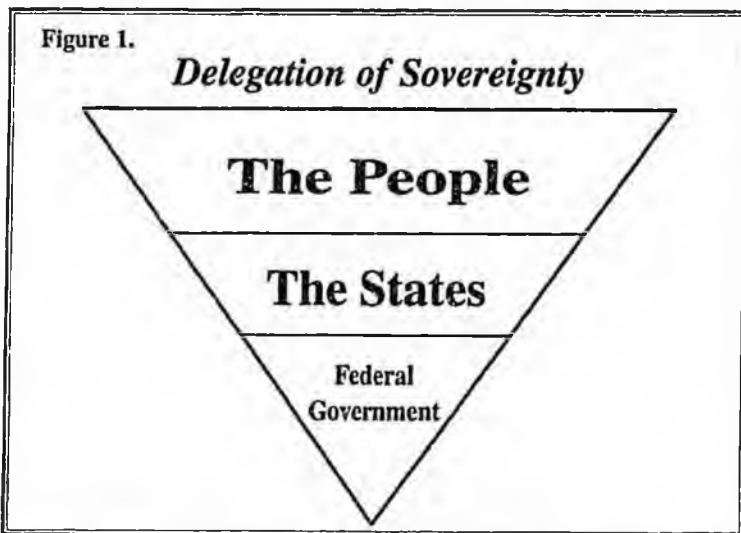 Figure 1.
Delegation of Sovereignty
The People
The States
Federal
Government